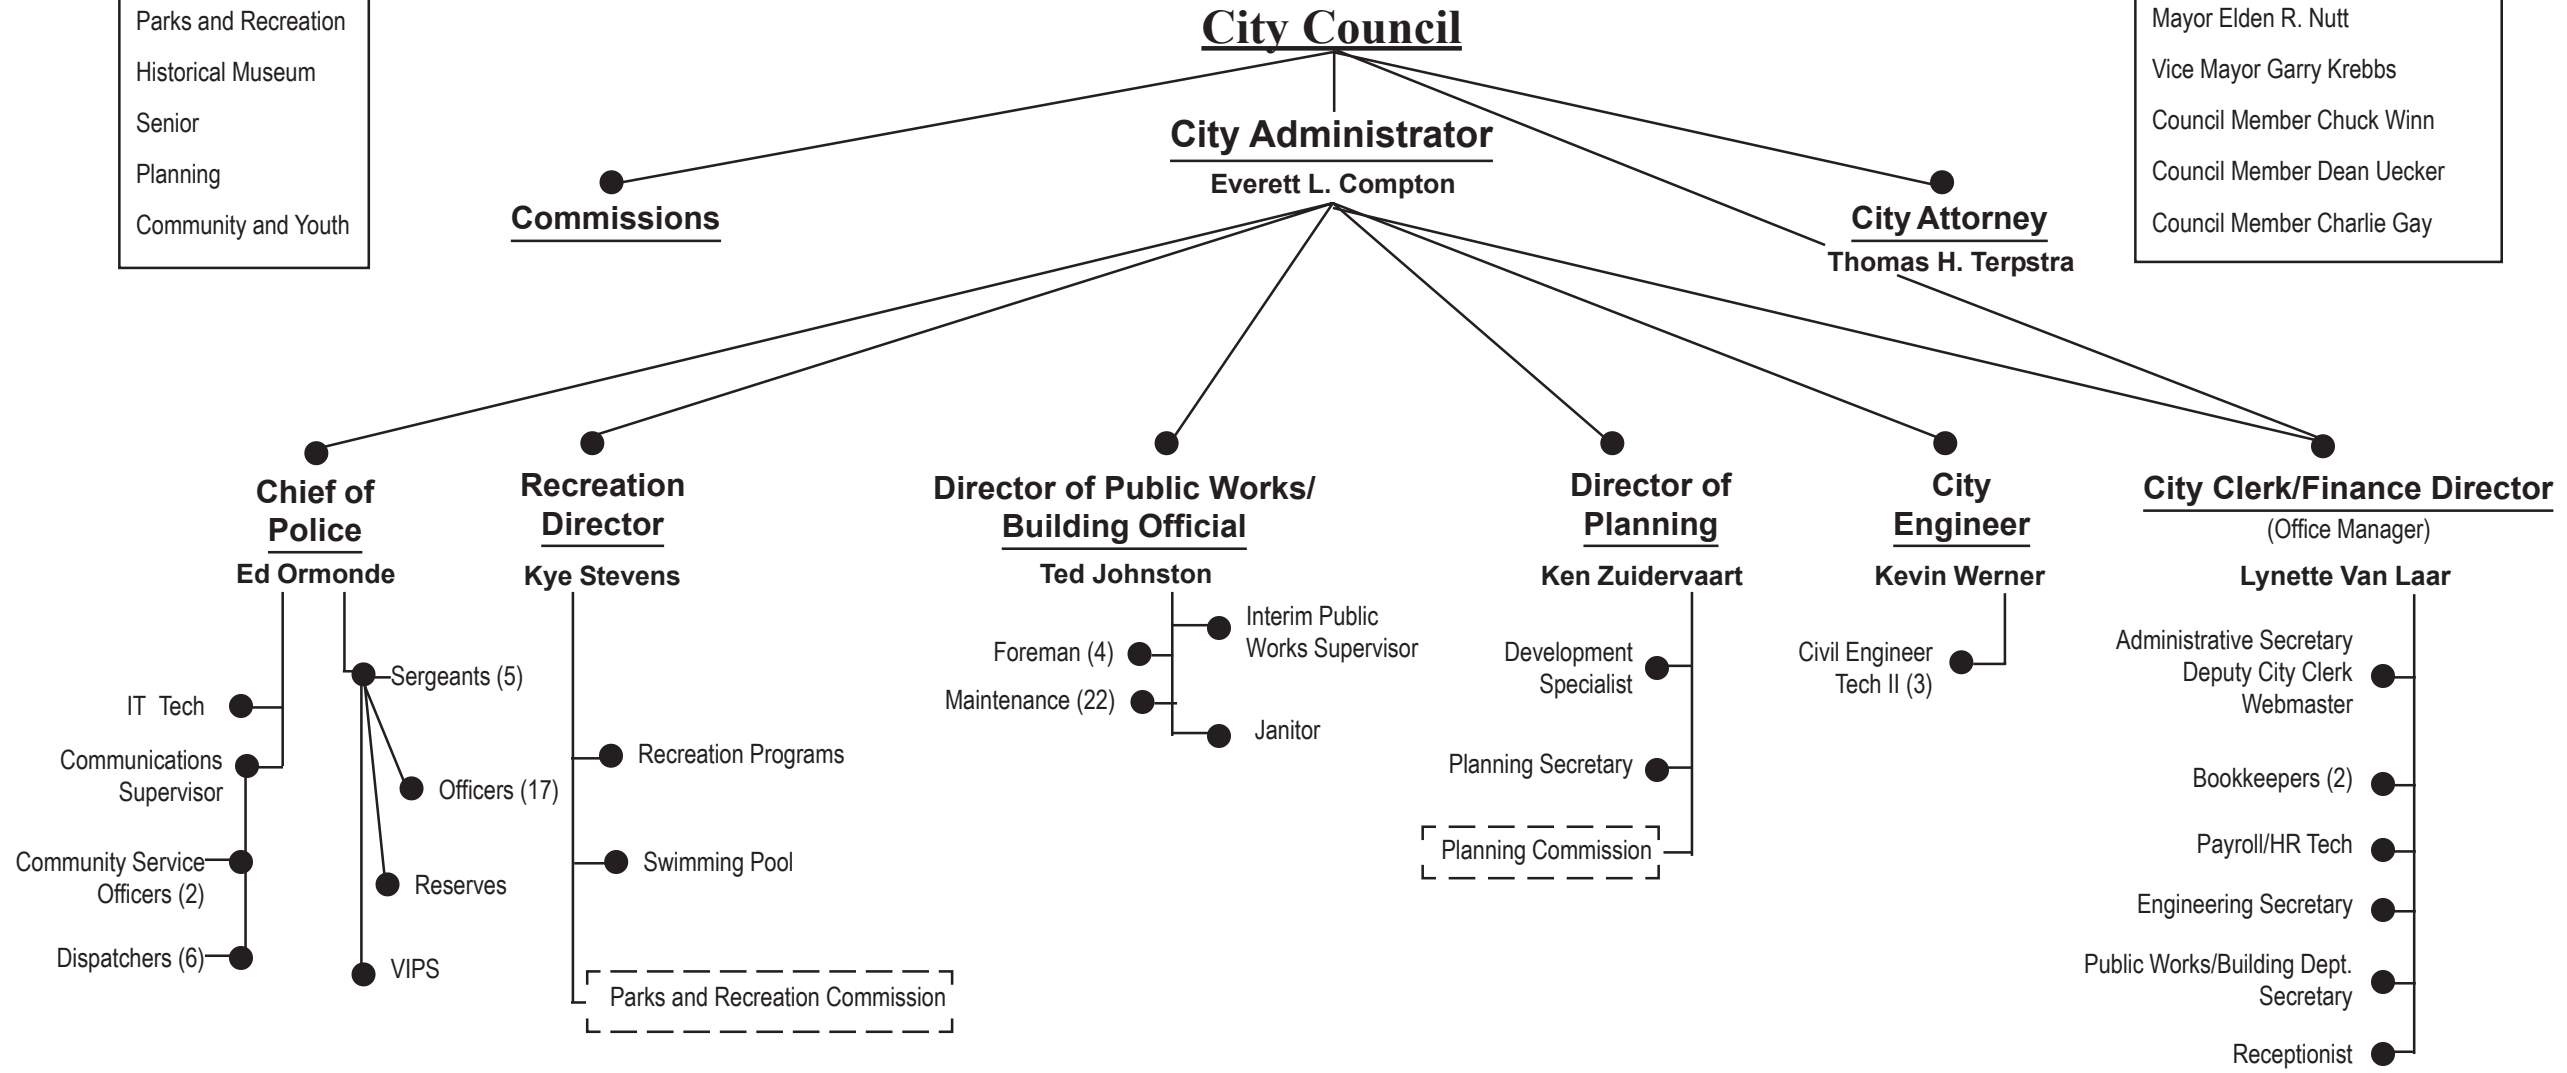 Parks and Recreation
Historical Museum
Senior
Planning
Community and Youth
City Council
Mayor Elden R. Nutt
Vice Mayor Garry Krebbs
Council Member Chuck Winn
Council Member Dean Uecker
Council Member Charlie Gay
City Administrator
Everett L. Compton
Commissions
City Attorney
Thomas H. Terpstra
Chief of
Police
Ed Ormonde
IT Tech
Communications
Supervisor
Community Service
Officers (2)
Dispatchers (6)
Sergeants (5)
Officers (17)
Reserves
VIPS
Recreation
Director
Kye Stevens
Recreation Programs
Swimming Pool
Parks and Recreation Commission
Director of Public Works/
Building Official
Ted Johnston
Interim Public
Works Supervisor
Foreman (4)
Maintenance (22)
Janitor
Director of
Planning
Ken Zuidervaart
Development
Specialist
Planning Secretary
Planning Commission
City
Engineer
Kevin Werner
Civil Engineer
Tech II (3)
City Clerk/Finance Director
(Office Manager)
Lynette Van Laar
Administrative Secretary
Deputy City Clerk
Webmaster
Bookkeepers (2)
Payroll/HR Tech
Engineering Secretary
Public Works/Building Dept.
Secretary
Receptionist